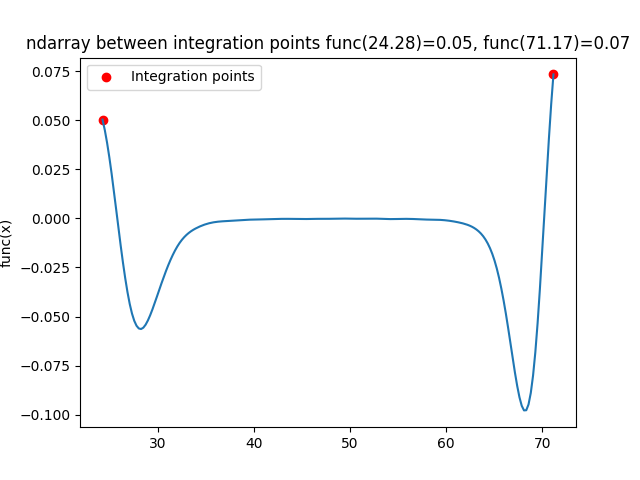 ndarray between integration points func(24.28)=0.05, func(71.17)=0.07
Integration points
func(x)
0.075
0.050
0.025
0.000
−0.025
−0.050
−0.075
−0.100
30 40 50 60 70